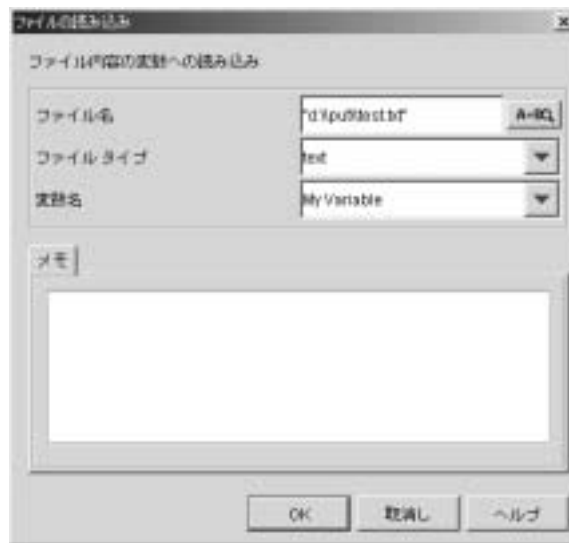 ファイルの読み込み
ファイル内容の変数への読み込み
ファイル名
"d:\put\test.txt"
ファイル タイプ
text
変数名
My Variable
メモ
OK 取消し ヘルプ